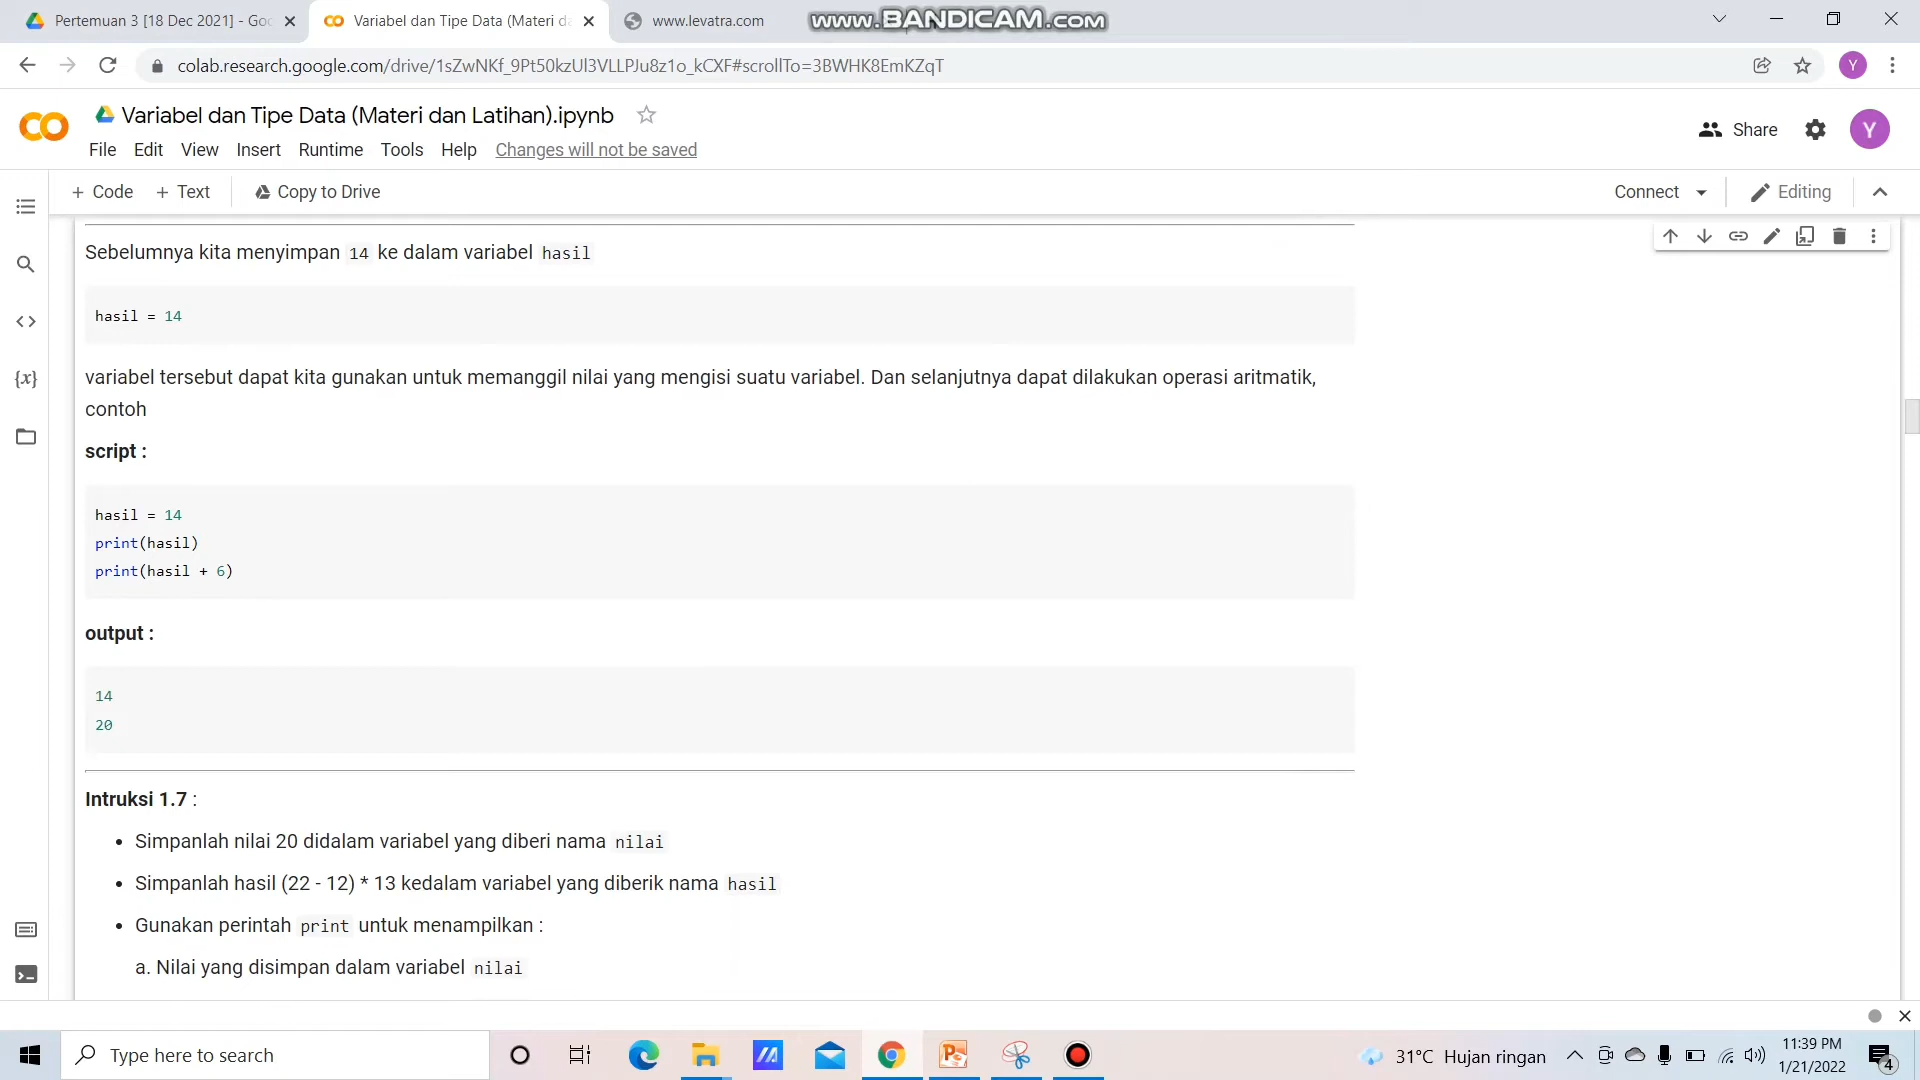 Pertemuan 3 [18 Dec 2021] - Goo
Variabel dan Tipe Data (Materi da
www.levatra.com
www.BANDICAM.com
colab.research.google.com/drive/1sZwNKf_9Pt50kzUl3VLLPJu8z1o_kCXF#scrollTo=3BWHK8EmKZqT
Y
CO
Variabel dan Tipe Data (Materi dan Latihan).ipynb
File Edit View Insert Runtime Tools Help Changes will not be saved
Share
Y
+ Code + Text Copy to Drive
Connect
Editing
Sebelumnya kita menyimpan 14 ke dalam variabel hasil
hasil = 14
variabel tersebut dapat kita gunakan untuk memanggil nilai yang mengisi suatu variabel. Dan selanjutnya dapat dilakukan operasi aritmatik,
contoh
script :
hasil = 14
print(hasil)
print(hasil + 6)
output :
14
20
Intruksi 1.7 :
• Simpanlah nilai 20 didalam variabel yang diberi nama nilai
• Simpanlah hasil (22 - 12) * 13 kedalam variabel yang diberik nama hasil
• Gunakan perintah print untuk menampilkan :
a. Nilai yang disimpan dalam variabel nilai
{x}
Type here to search
31°C Hujan ringan
11:39 PM
1/21/2022
4